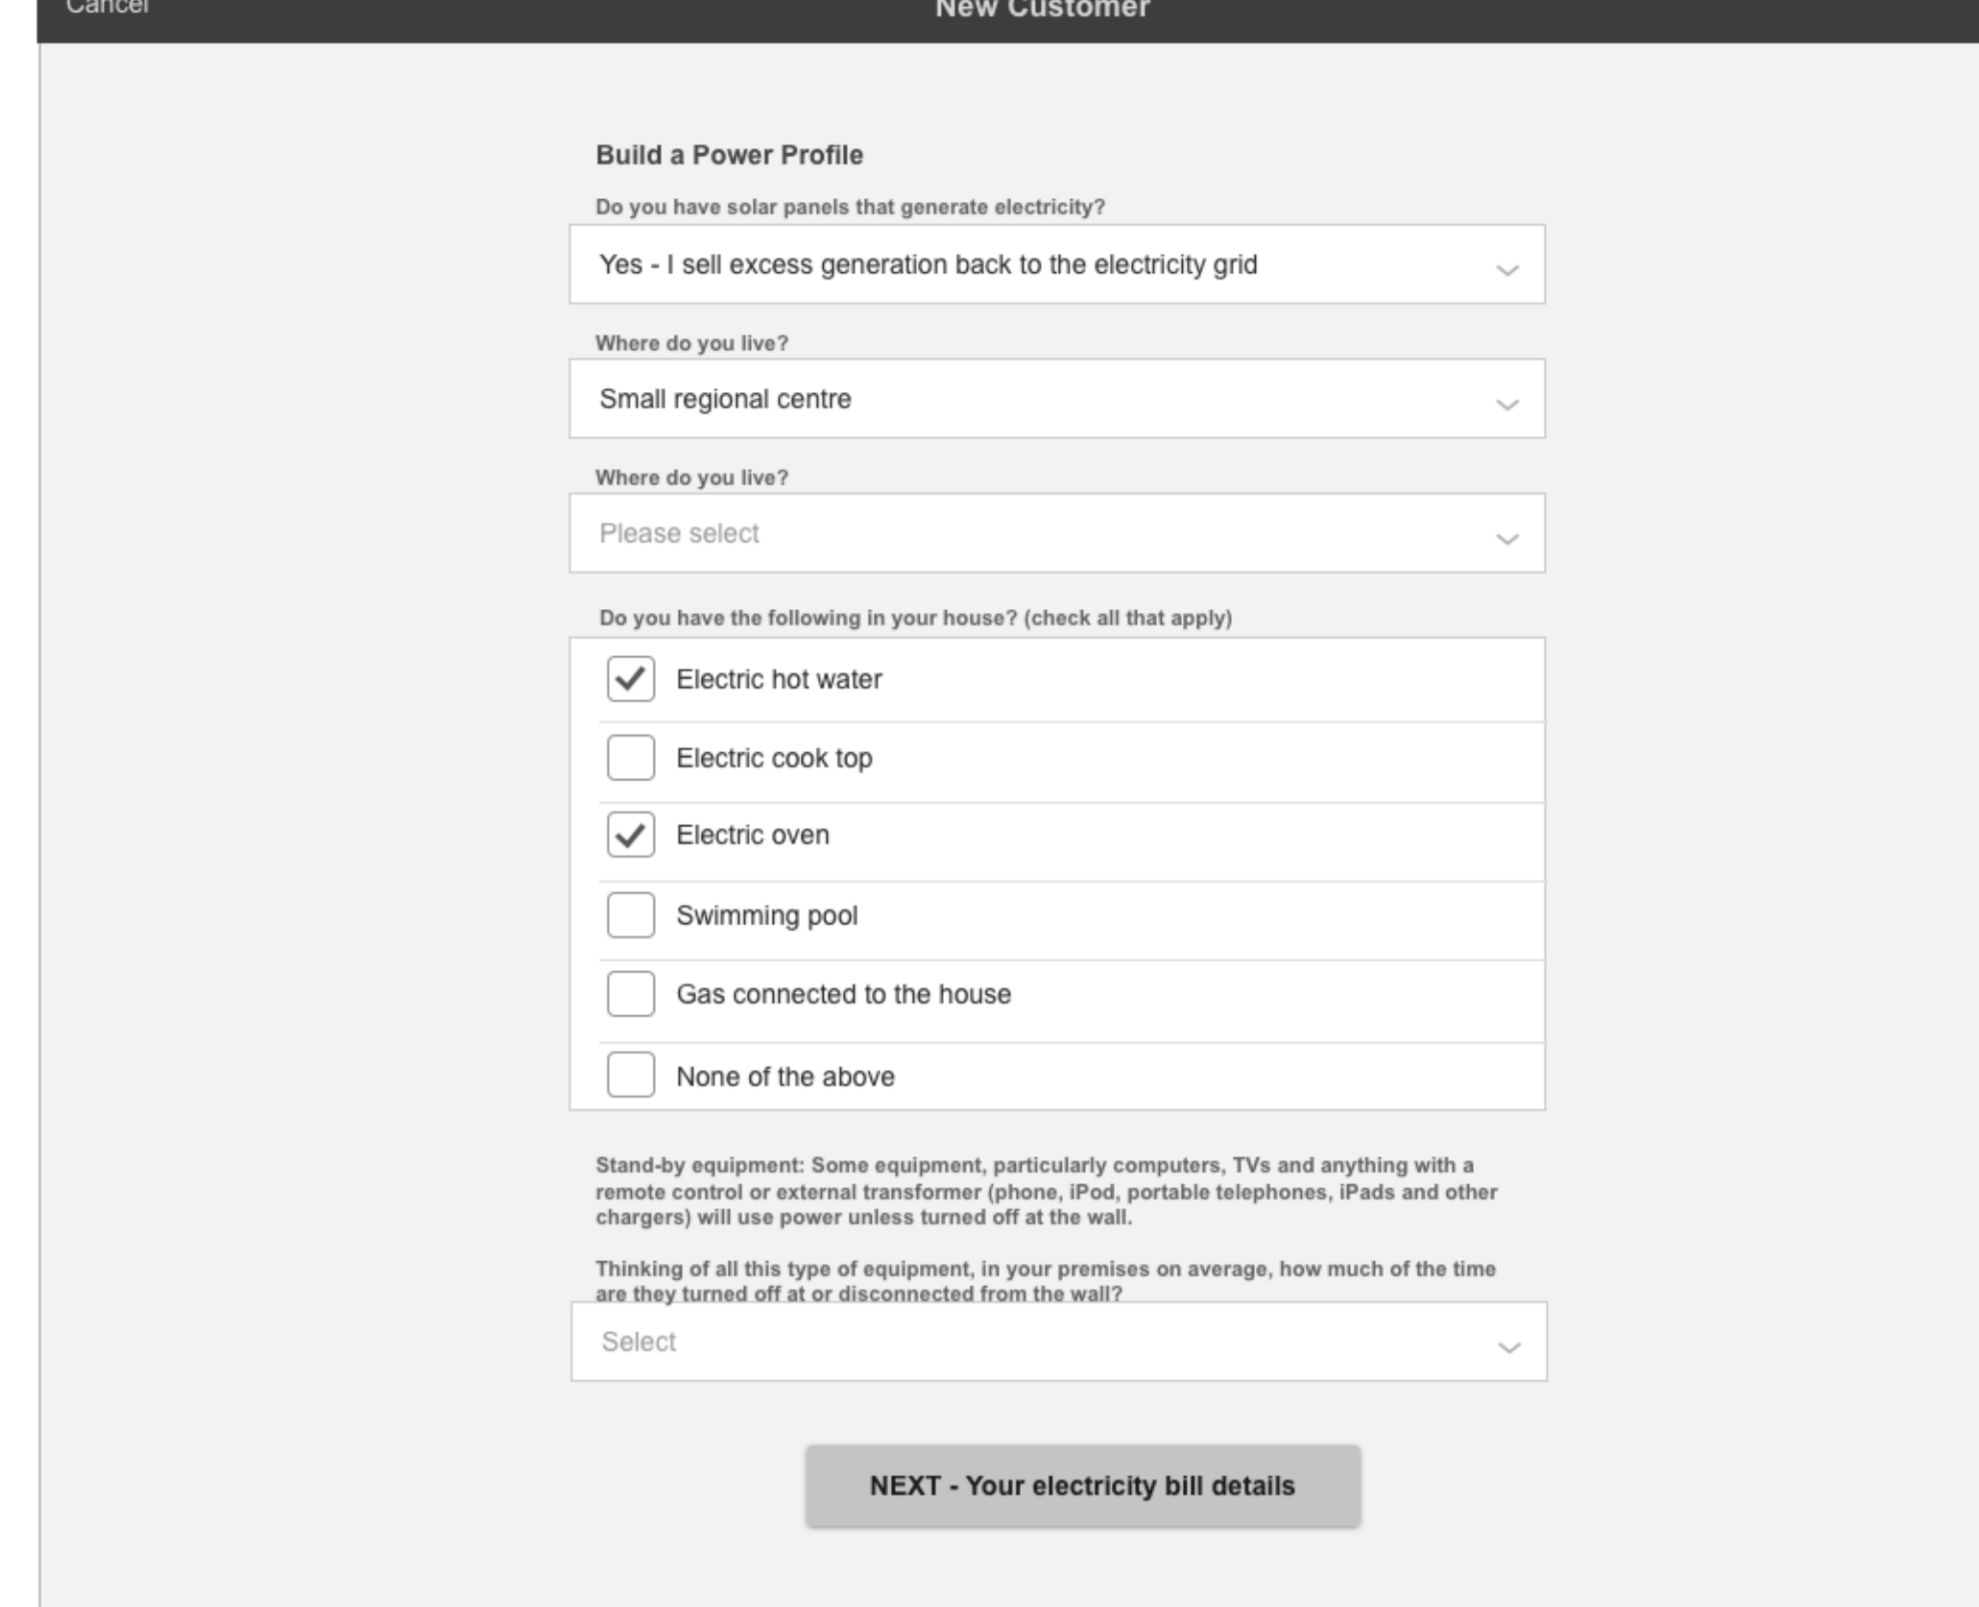 Cancel
New Customer
Build a Power Profile
Do you have solar panels that generate electricity?
Yes - I sell excess generation back to the electricity grid
Where do you live?
Small regional centre
Where do you live?
Please select
Do you have the following in your house? (check all that apply)
Electric hot water
Electric cook top
Electric oven
Swimming pool
Gas connected to the house
None of the above
Stand-by equipment: Some equipment, particularly computers, TVs and anything with a
remote control or external transformer (phone, iPod, portable telephones, iPads and other
chargers) will use power unless turned off at the wall.
Thinking of all this type of equipment, in your premises on average, how much of the time
are they turned off at or disconnected from the wall?
Select
NEXT - Your electricity bill details